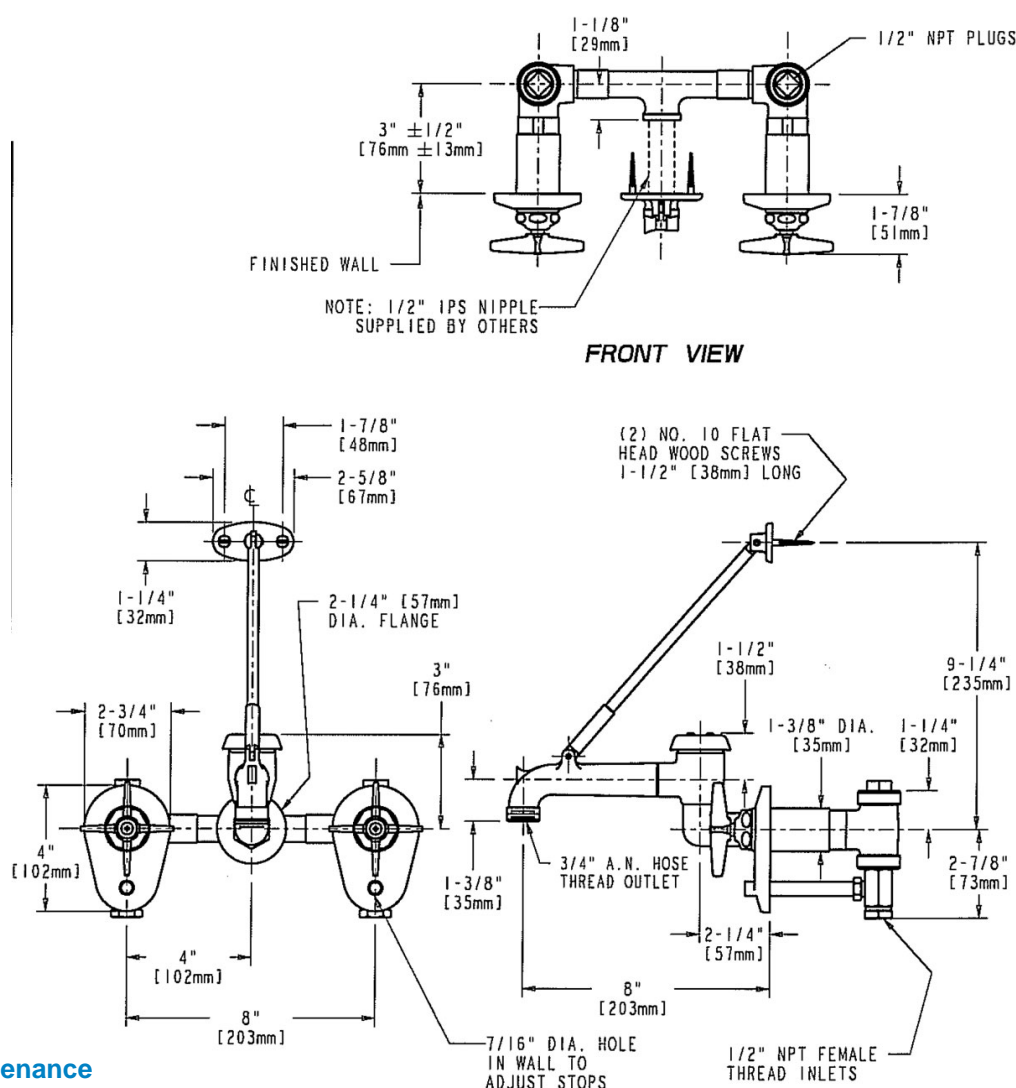 1-1/8"
[29mm]
1/2" NPT PLUGS
3" ±1/2"
[76mm ±13mm]
1-7/8"
[51mm]
FINISHED WALL
NOTE: 1/2" IPS NIPPLE
SUPPLIED BY OTHERS
FRONT VIEW
1-7/8"
[48mm]
2-5/8"
[67mm]
℄
1-1/4"
[32mm]
2-1/4" [57mm]
DIA. FLANGE
3"
[76mm]
2-3/4"
[70mm]
4"
[102mm]
4"
[102mm]
8"
[203mm]
7/16" DIA. HOLE
IN WALL TO
ADJUST STOPS
(2) NO. 10 FLAT
HEAD WOOD SCREWS
1-1/2" [38mm] LONG
1-1/2"
[38mm]
9-1/4"
[235mm]
1-3/8" DIA.
[35mm]
1-1/4"
[32mm]
1-3/8"
[35mm]
3/4" A.N. HOSE
THREAD OUTLET
2-7/8"
[73mm]
2-1/4"
[57mm]
8"
[203mm]
1/2" NPT FEMALE
THREAD INLETS
enance